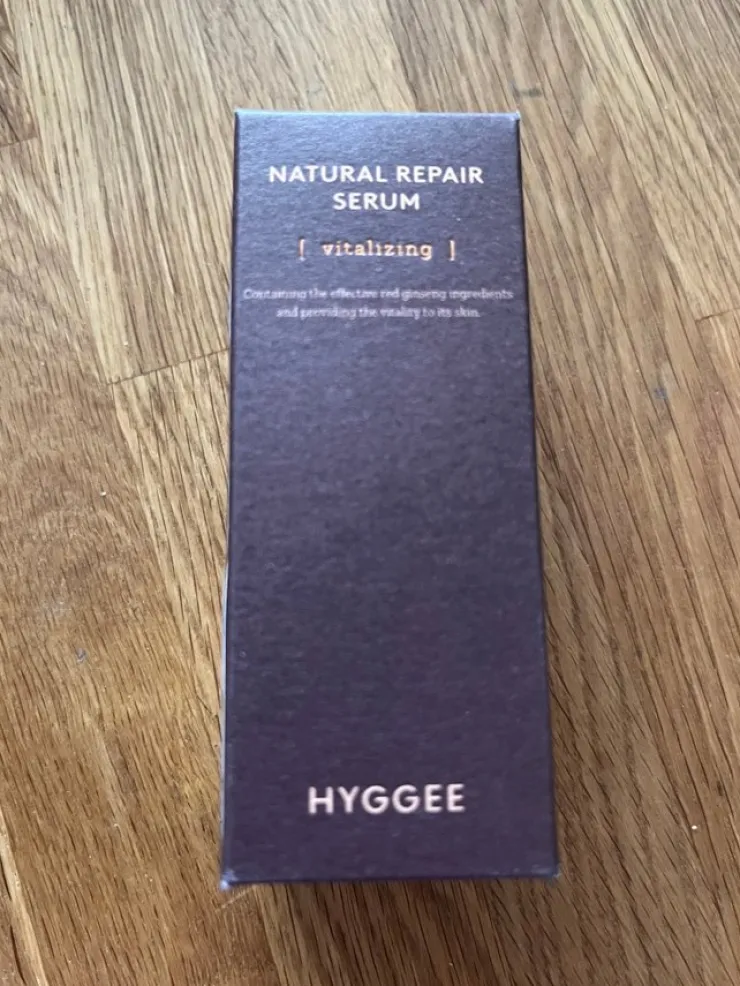 NATURAL REPAIR
SERUM
[ vitalizing ]
Containing the effective red ginseng ingredients
and providing the vitality to its skin.
HYGGEE